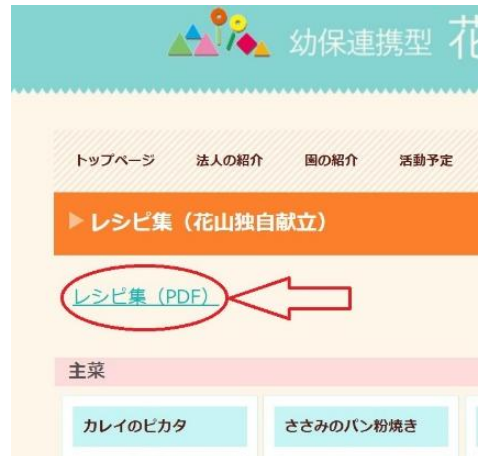 幼保連携型 花
トップページ 法人の紹介 園の紹介 活動予定
レシピ集（花山独自献立）
レシピ集（PDF）
主菜
カレイのピカタ ささみのパン粉焼き